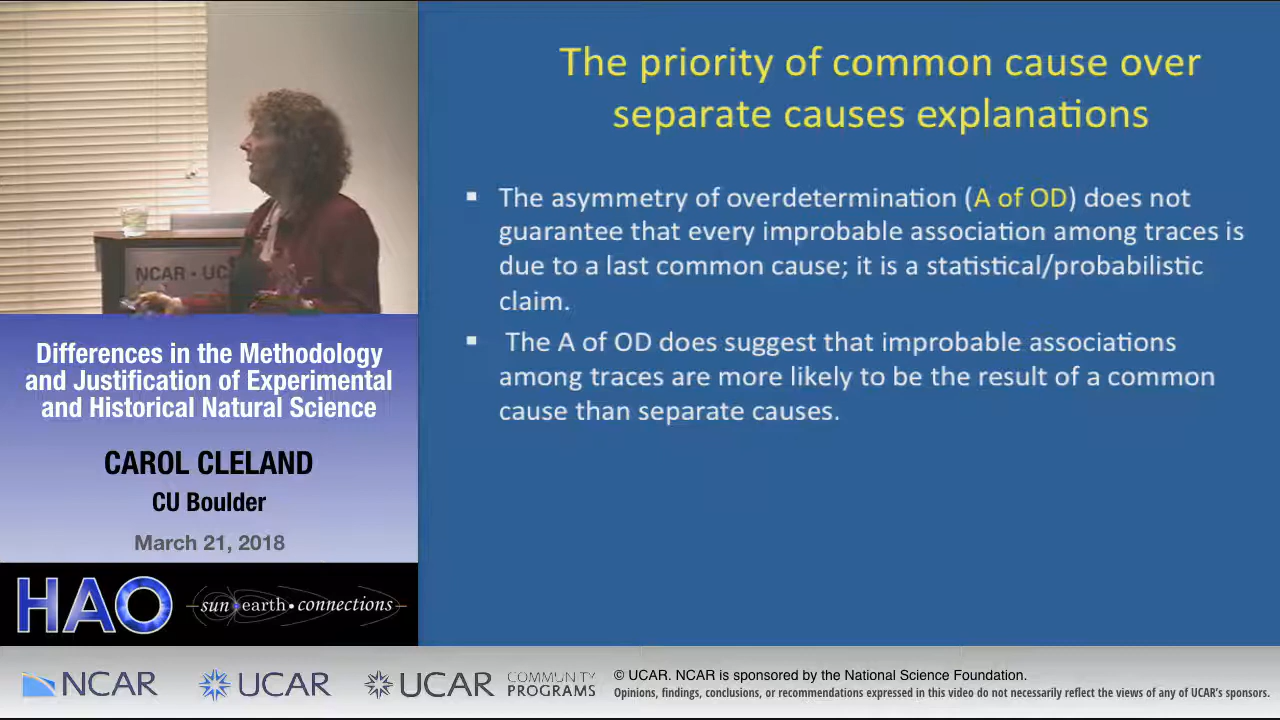 The priority of common cause over
separate causes explanations
▪ The asymmetry of overdetermination (A of OD) does not
guarantee that every improbable association among traces is
due to a last common cause; it is a statistical/probabilistic
claim.
▪ The A of OD does suggest that improbable associations
among traces are more likely to be the result of a common
cause than separate causes.
NCAR - UC
Differences in the Methodology
and Justification of Experimental
and Historical Natural Science
CAROL CLELAND
CU Boulder
March 21, 2018
HAO
sun•earth•connections
NCAR
UCAR
UCAR
COMMUNITY
PROGRAMS
© UCAR. NCAR is sponsored by the National Science Foundation.
Opinions, findings, conclusions, or recommendations expressed in this video do not necessarily reflect the views of any of UCAR's sponsors.